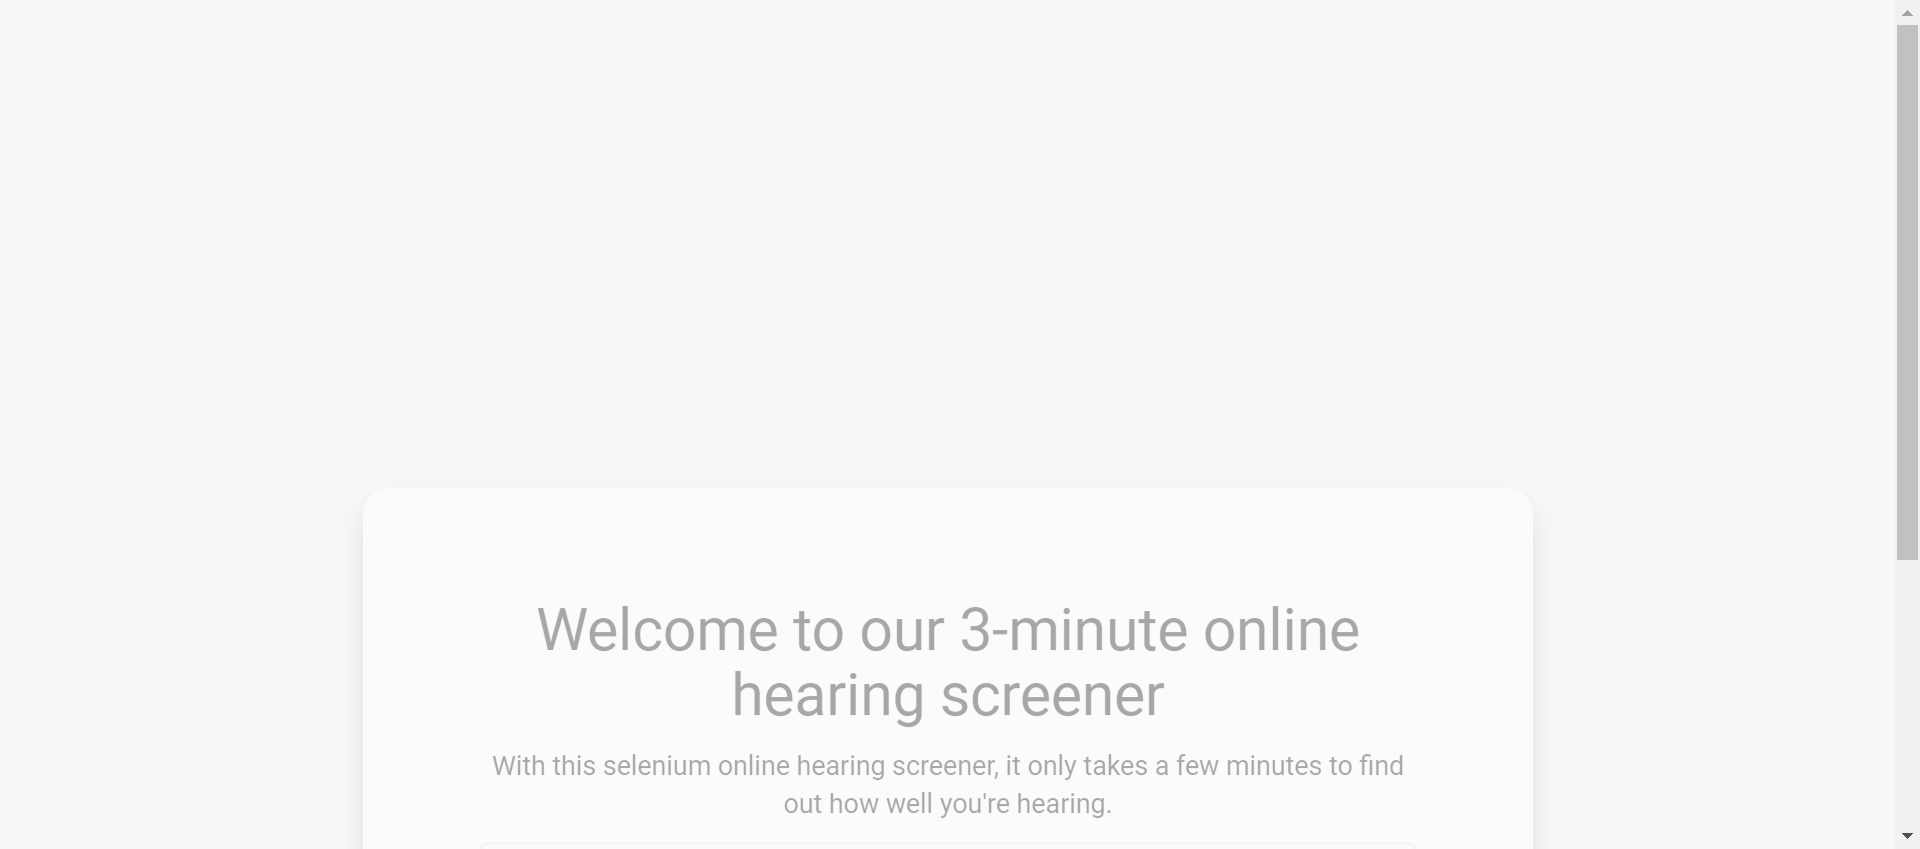 Welcome to our 3-minute online
hearing screener
With this selenium online hearing screener, it only takes a few minutes to find
out how well you're hearing.